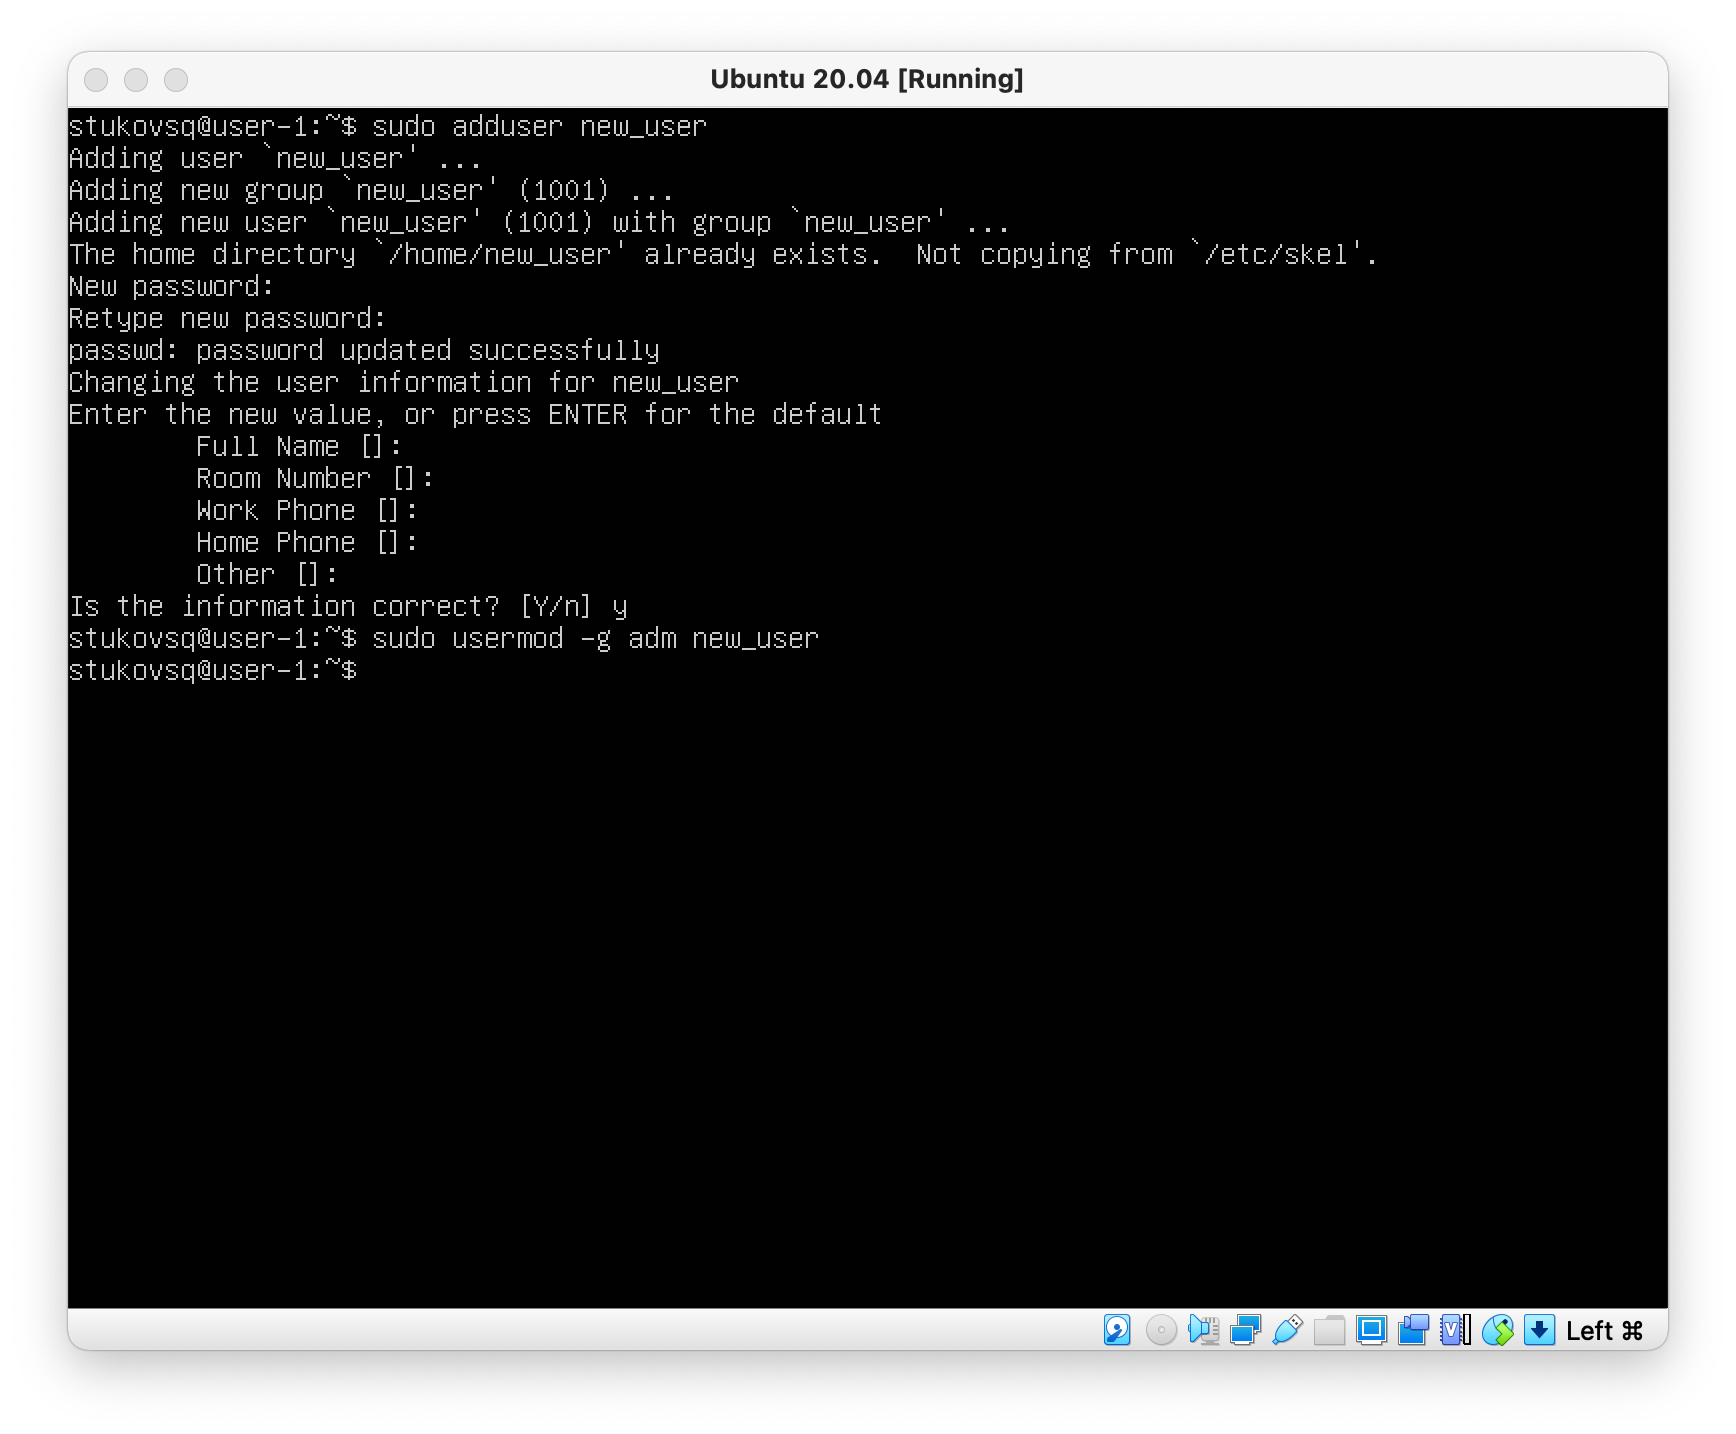 Ubuntu 20.04 [Running]
stukovsq@user-1:~$ sudo adduser new_user
Adding user `new_user' ...
Adding new group `new_user' (1001) ...
Adding new user `new_user' (1001) with group `new_user' ...
The home directory `/home/new_user' already exists.  Not copying from `/etc/skel'.
New password:
Retype new password:
passwd: password updated successfully
Changing the user information for new_user
Enter the new value, or press ENTER for the default
        Full Name []:
        Room Number []:
        Work Phone []:
        Home Phone []:
        Other []:
Is the information correct? [Y/n] y
stukovsq@user-1:~$ sudo usermod -g adm new_user
stukovsq@user-1:~$
Left ⌘